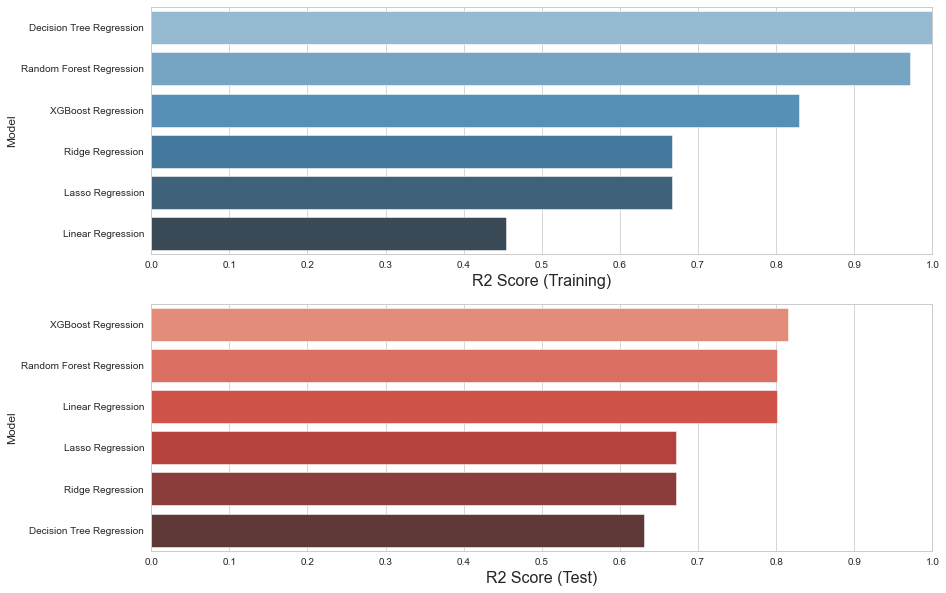 Model
Decision Tree Regression
Random Forest Regression
XGBoost Regression
Ridge Regression
Lasso Regression
Linear Regression
0.0 0.1 0.2 0.3 0.4 0.5 0.6 0.7 0.8 0.9 1.0
R2 Score (Training)
Model
XGBoost Regression
Random Forest Regression
Linear Regression
Lasso Regression
Ridge Regression
Decision Tree Regression
0.0 0.1 0.2 0.3 0.4 0.5 0.6 0.7 0.8 0.9 1.0
R2 Score (Test)